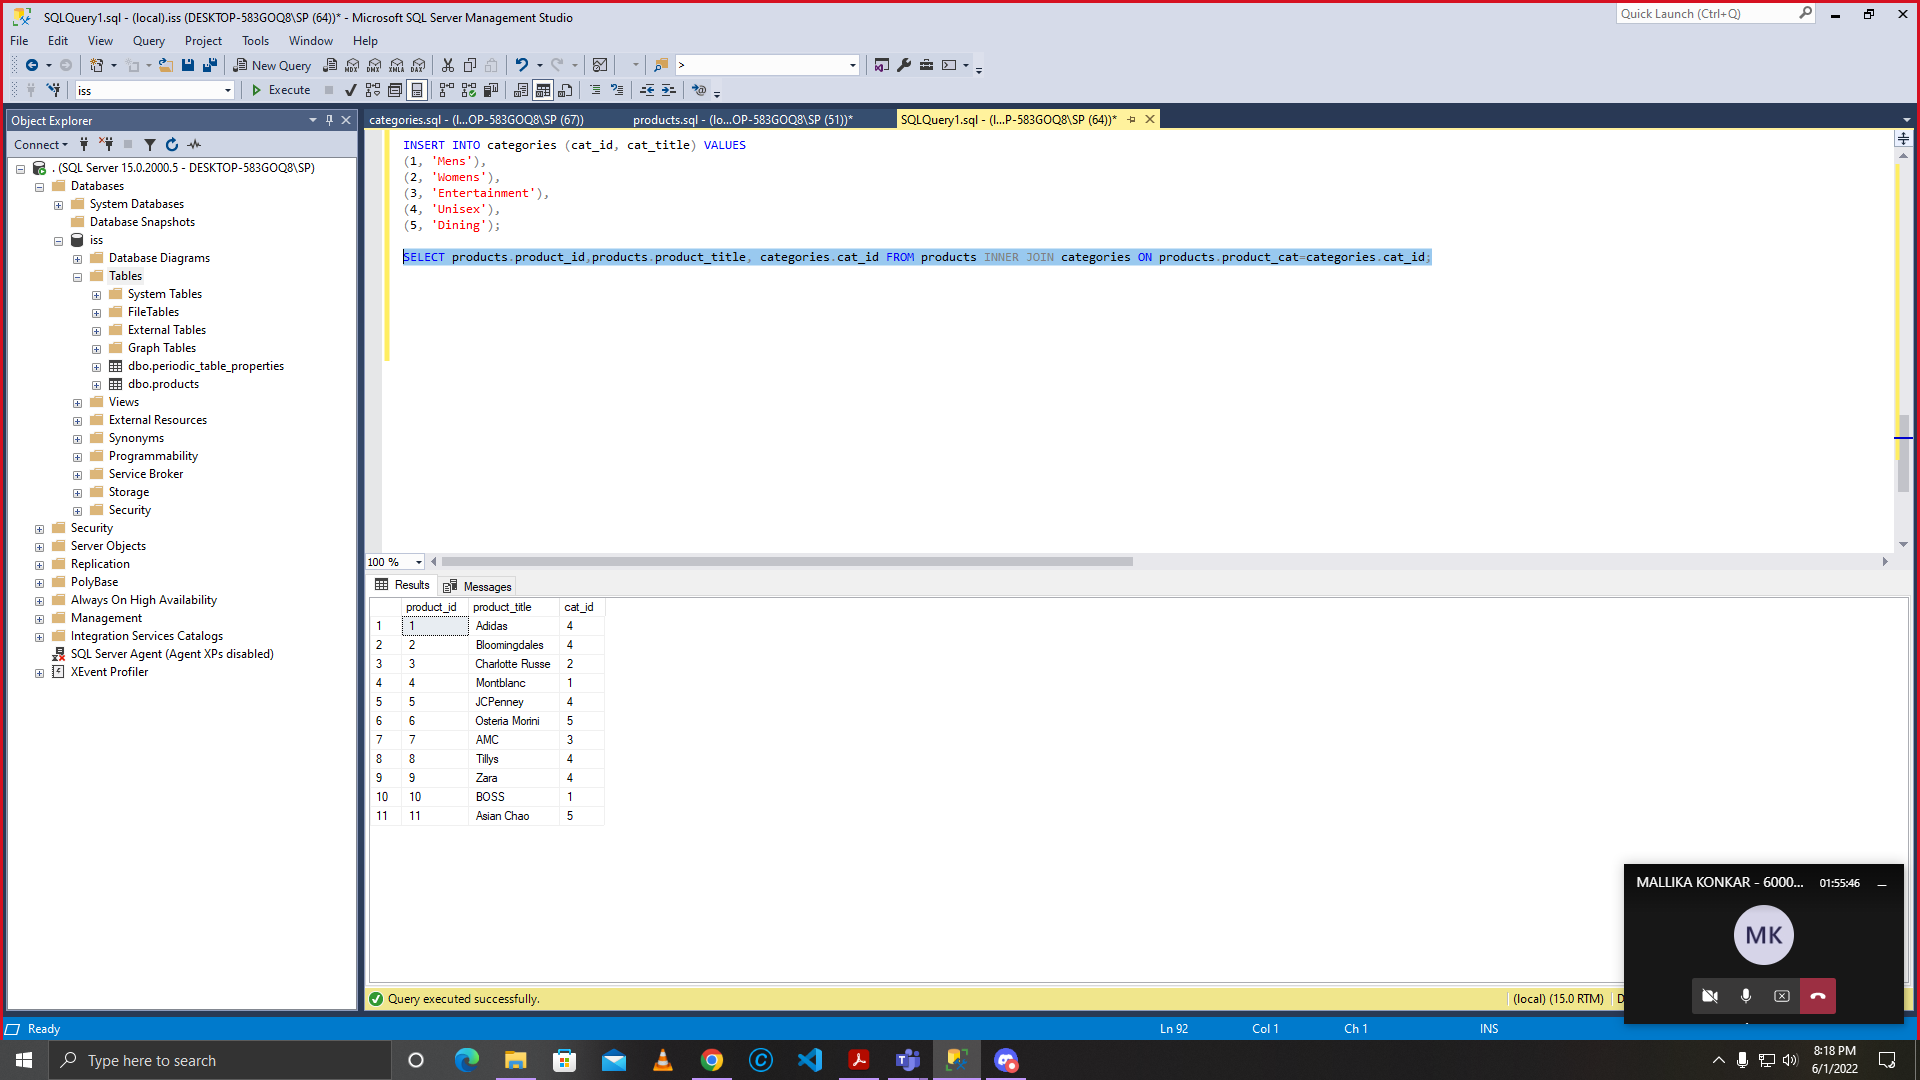 SQLQuery1.sql - (local).iss (DESKTOP-583GOQ8\SP (64))* - Microsoft SQL Server Management Studio
Quick Launch (Ctrl+Q)
File Edit View Query Project Tools Window Help
New Query
MDX DMX XMLA DAX
>
iss
Execute
Object Explorer
categories.sql - (l...OP-583GOQ8\SP (67))
products.sql - (lo...OP-583GOQ8\SP (51))*
SQLQuery1.sql - (l...P-583GOQ8\SP (64))*
Connect
. (SQL Server 15.0.2000.5 - DESKTOP-583GOQ8\SP)
Databases
System Databases
Database Snapshots
iss
Database Diagrams
Tables
System Tables
FileTables
External Tables
Graph Tables
dbo.periodic_table_properties
dbo.products
Views
External Resources
Synonyms
Programmability
Service Broker
Storage
Security
Security
Server Objects
Replication
PolyBase
Always On High Availability
Management
Integration Services Catalogs
SQL Server Agent (Agent XPs disabled)
XEvent Profiler
INSERT INTO categories (cat_id, cat_title) VALUES
(1, 'Mens'),
(2, 'Womens'),
(3, 'Entertainment'),
(4, 'Unisex'),
(5, 'Dining');
SELECT products.product_id,products.product_title, categories.cat_id FROM products INNER JOIN categories ON products.product_cat=categories.cat_id;
100 %
Results Messages
product_id product_title cat_id
1 1 Adidas 4
2 2 Bloomingdales 4
3 3 Charlotte Russe 2
4 4 Montblanc 1
5 5 JCPenney 4
6 6 Osteria Morini 5
7 7 AMC 3
8 8 Tillys 4
9 9 Zara 4
10 10 BOSS 1
11 11 Asian Chao 5
MALLIKA KONKAR - 6000... 01:55:46
MK
Query executed successfully.
(local) (15.0 RTM) D
Ready
Ln 92 Col 1 Ch 1 INS
Type here to search
8:18 PM
6/1/2022